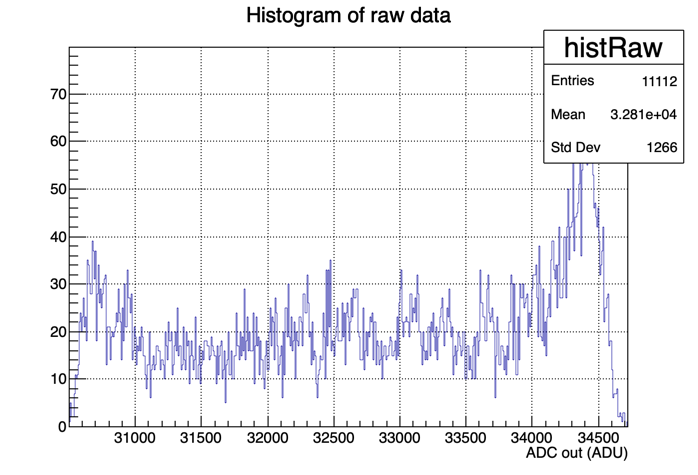 Histogram of raw data
histRaw
Entries 11112
Mean 3.281e+04
Std Dev 1266
70
60
50
40
30
20
10
0
31000 31500 32000 32500 33000 33500 34000 34500
ADC out (ADU)